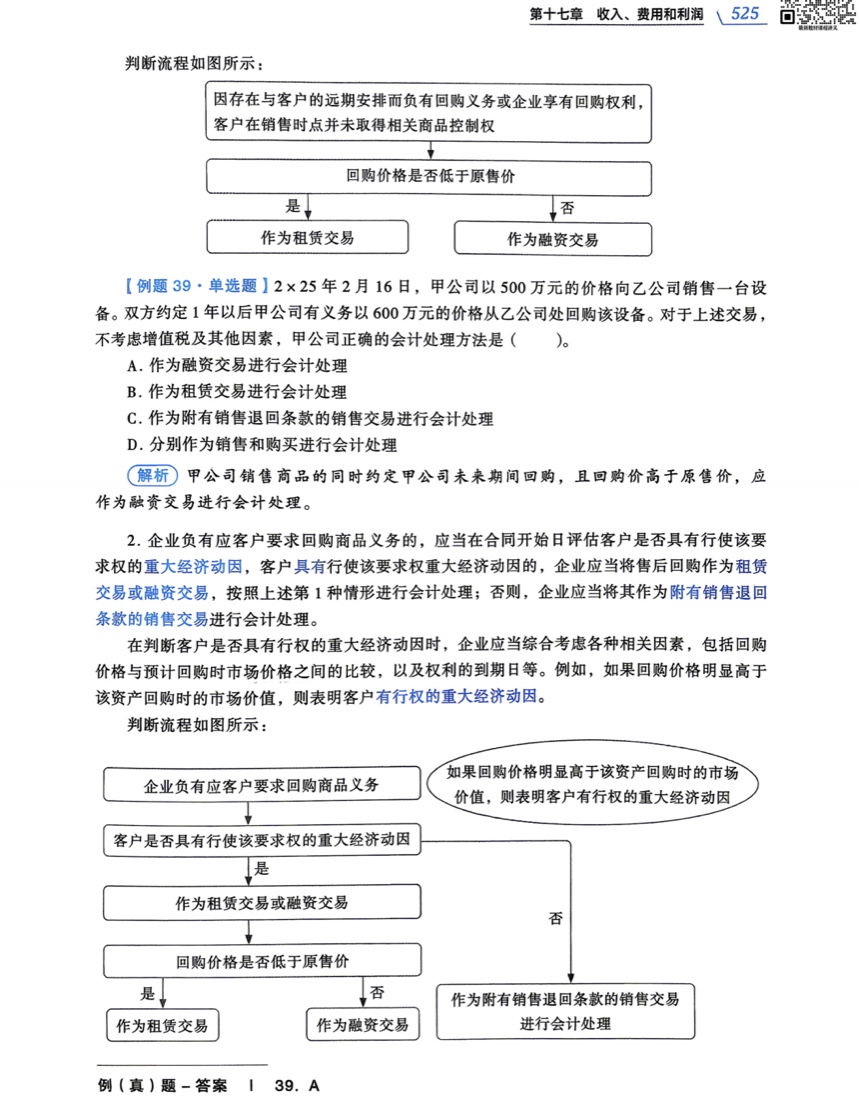 第十七章 收入、费用和利润 525
判断流程如图所示：
因存在与客户的远期安排而负有回购义务或企业享有回购权利，
客户在销售时点并未取得相关商品控制权
回购价格是否低于原售价
是
否
作为租赁交易
作为融资交易
【例题 39·单选题】2×25 年 2 月 16 日，甲公司以 500 万元的价格向乙公司销售一台设
备。双方约定 1 年以后甲公司有义务以 600 万元的价格从乙公司处回购该设备。对于上述交易，
不考虑增值税及其他因素，甲公司正确的会计处理方法是（　　）。
A. 作为融资交易进行会计处理
B. 作为租赁交易进行会计处理
C. 作为附有销售退回条款的销售交易进行会计处理
D. 分别作为销售和购买进行会计处理
解析 甲公司销售商品的同时约定甲公司未来期间回购，且回购价高于原售价，应
作为融资交易进行会计处理。
2. 企业负有应客户要求回购商品义务的，应当在合同开始日评估客户是否具有行使该要
求权的重大经济动因，客户具有行使该要求权重大经济动因的，企业应当将售后回购作为租赁
交易或融资交易，按照上述第 1 种情形进行会计处理；否则，企业应当将其作为附有销售退回
条款的销售交易进行会计处理。
在判断客户是否具有行权的重大经济动因时，企业应当综合考虑各种相关因素，包括回购
价格与预计回购时市场价格之间的比较，以及权利的到期日等。例如，如果回购价格明显高于
该资产回购时的市场价值，则表明客户有行权的重大经济动因。
判断流程如图所示：
企业负有应客户要求回购商品义务
如果回购价格明显高于该资产回购时的市场
价值，则表明客户有行权的重大经济动因
客户是否具有行使该要求权的重大经济动因
是
作为租赁交易或融资交易
否
回购价格是否低于原售价
是
否
作为租赁交易
作为融资交易
作为附有销售退回条款的销售交易
进行会计处理
例（真）题－答案 | 39. A